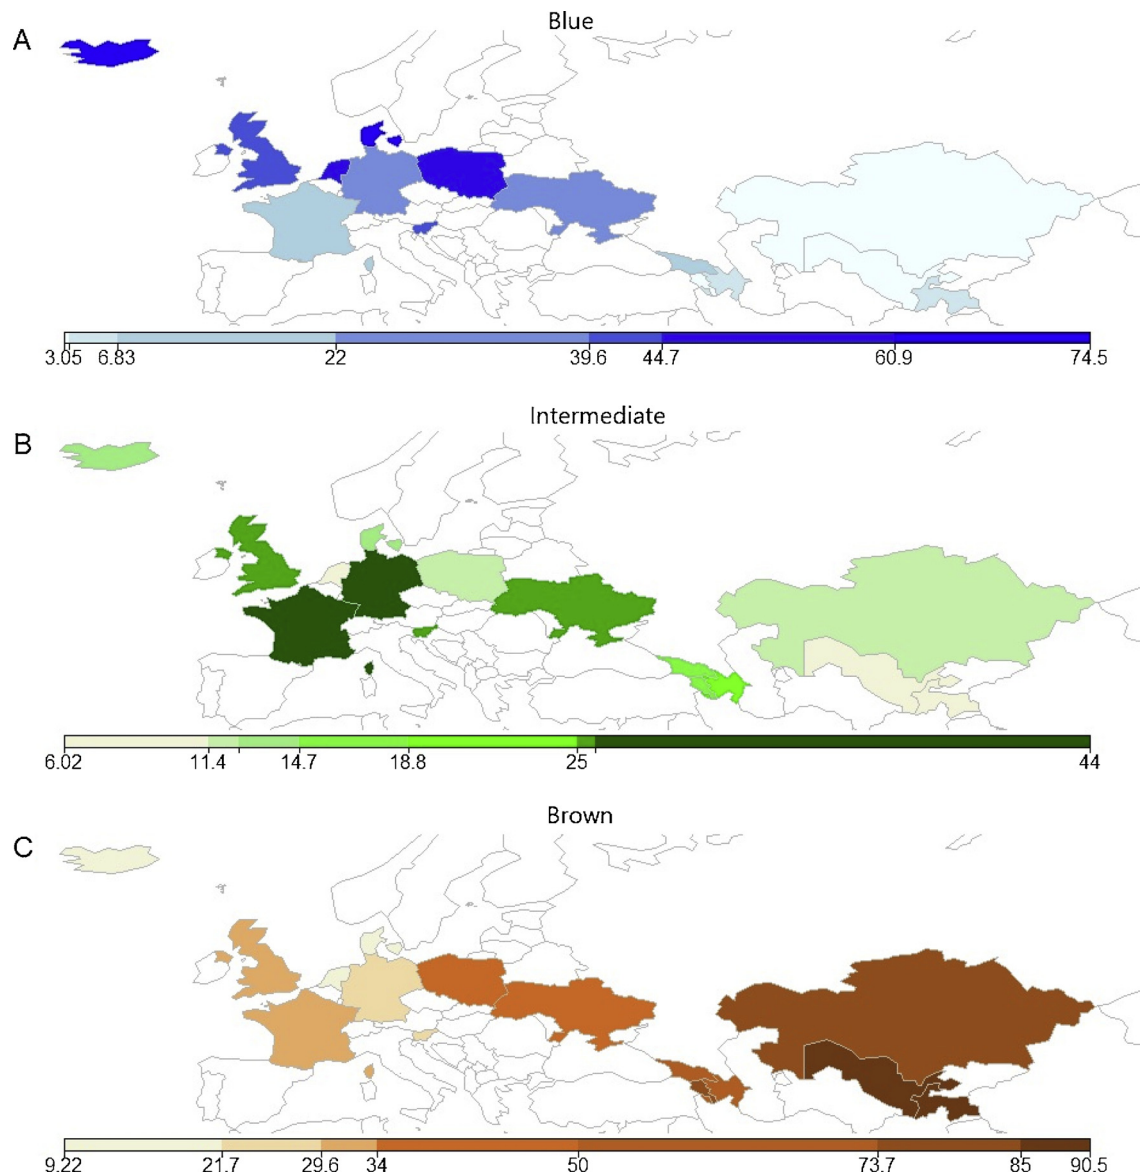 Blue
A
3.05 6.83 22 39.6 44.7 60.9 74.5
Intermediate
B
6.02 11.4 14.7 18.8 25 44
Brown
C
9.22 21.7 29.6 34 50 73.7 85 90.5